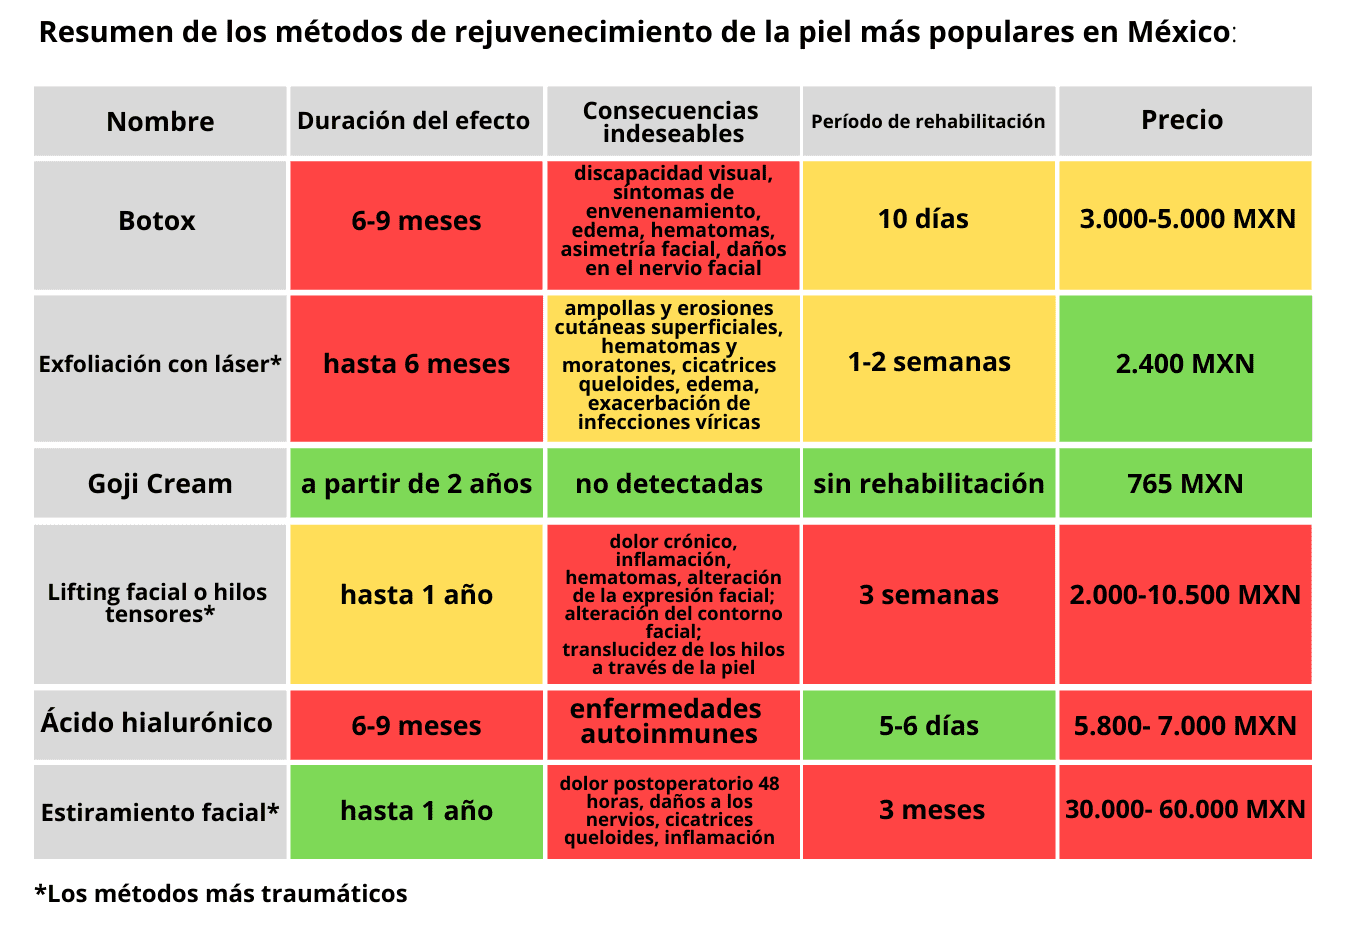 Resumen de los métodos de rejuvenecimiento de la piel más populares en México:
Nombre
Duración del efecto
Consecuencias
indeseables
Período de rehabilitación
Precio
Botox
6-9 meses
discapacidad visual,
síntomas de
envenenamiento,
edema, hematomas,
asimetría facial, daños
en el nervio facial
10 días
3.000-5.000 MXN
Exfoliación con láser*
hasta 6 meses
ampollas y erosiones
cutáneas superficiales,
hematomas y
moratones, cicatrices
queloides, edema,
exacerbación de
infecciones víricas
1-2 semanas
2.400 MXN
Goji Cream
a partir de 2 años
no detectadas
sin rehabilitación
765 MXN
Lifting facial o hilos
tensores*
hasta 1 año
dolor crónico,
inflamación,
hematomas, alteración
de la expresión facial;
alteración del contorno
facial;
translucidez de los hilos
a través de la piel
3 semanas
2.000-10.500 MXN
Ácido hialurónico
6-9 meses
enfermedades
autoinmunes
5-6 días
5.800- 7.000 MXN
Estiramiento facial*
hasta 1 año
dolor postoperatorio 48
horas, daños a los
nervios, cicatrices
queloides, inflamación
3 meses
30.000- 60.000 MXN
*Los métodos más traumáticos